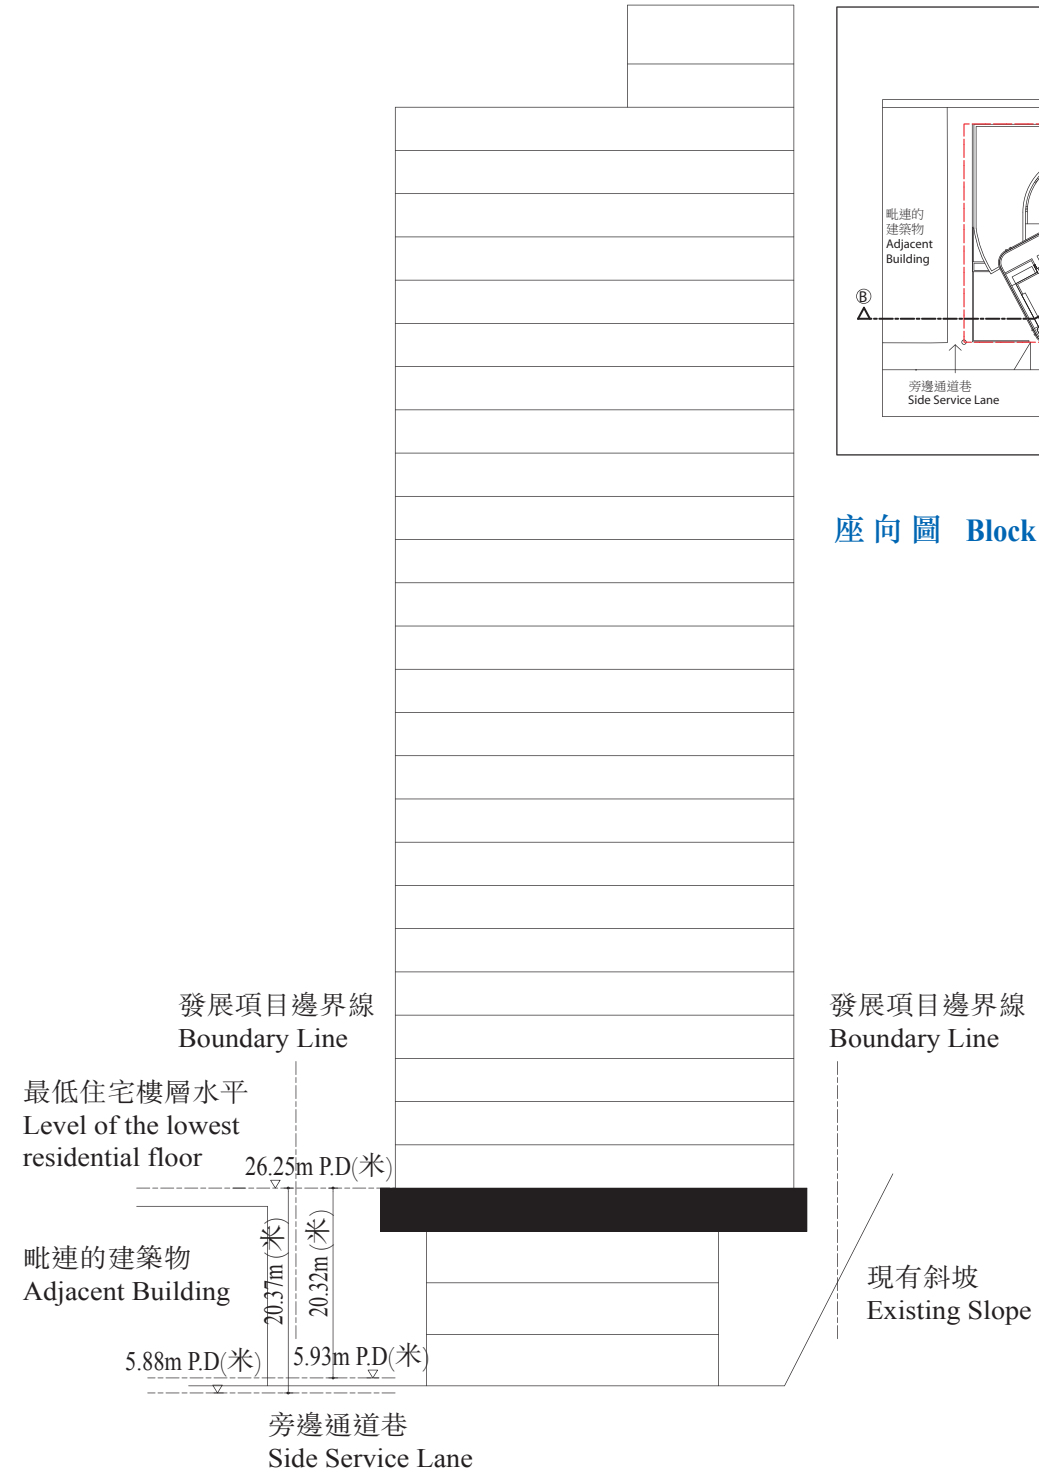 毗連的
建築物
Adjacent
Building
B
旁邊通道巷
Side Service Lane
座向圖 Block
發展項目邊界線
Boundary Line
發展項目邊界線
Boundary Line
最低住宅樓層水平
Level of the lowest
residential floor
26.25m P.D(米)
毗連的建築物
Adjacent Building
20.37m (米)
20.32m (米)
現有斜坡
Existing Slope
5.88m P.D(米)
5.93m P.D(米)
旁邊通道巷
Side Service Lane